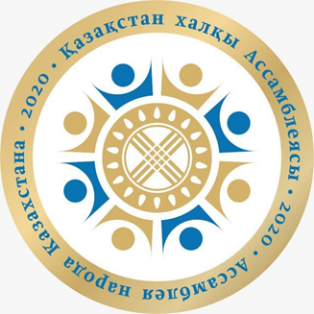 Қазақстан халқы Ассамблеясы • 2020 •
Ассамблея народа Казахстана • 2020 •